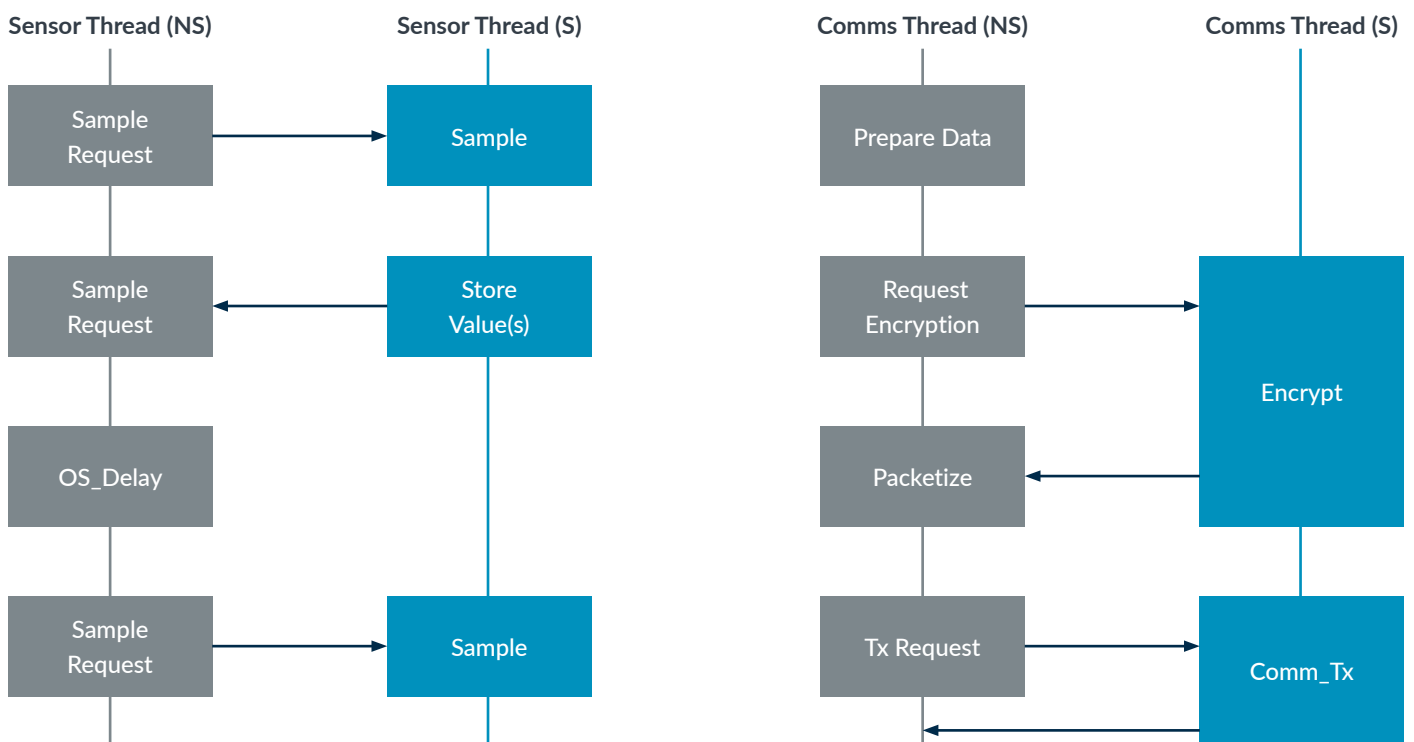 Sensor Thread (NS)
Sensor Thread (S)
Comms Thread (NS)
Comms Thread (S)
Sample
Request
Sample
Prepare Data
Sample
Request
Store
Value(s)
Request
Encryption
Encrypt
OS_Delay
Packetize
Sample
Request
Sample
Tx Request
Comm_Tx